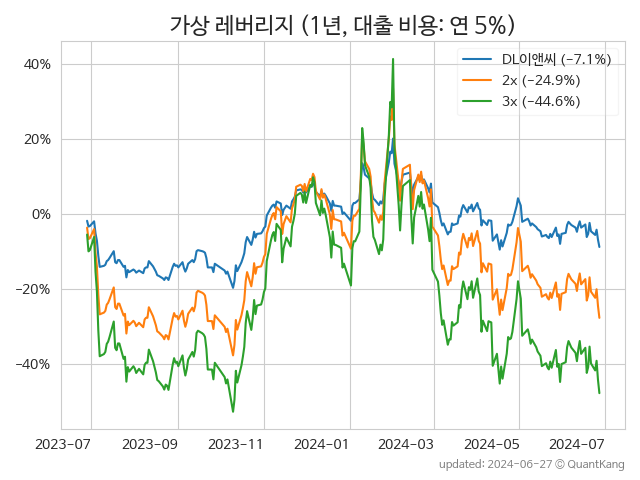 가상 레버리지 (1년, 대출 비용: 연 5%)
DL이앤씨 (−7.1%)
2x (−24.9%)
3x (−44.6%)
40%
20%
0%
−20%
−40%
2023-07
2023-09
2023-11
2024-01
2024-03
2024-05
2024-07
updated: 2024-06-27 © QuantKang